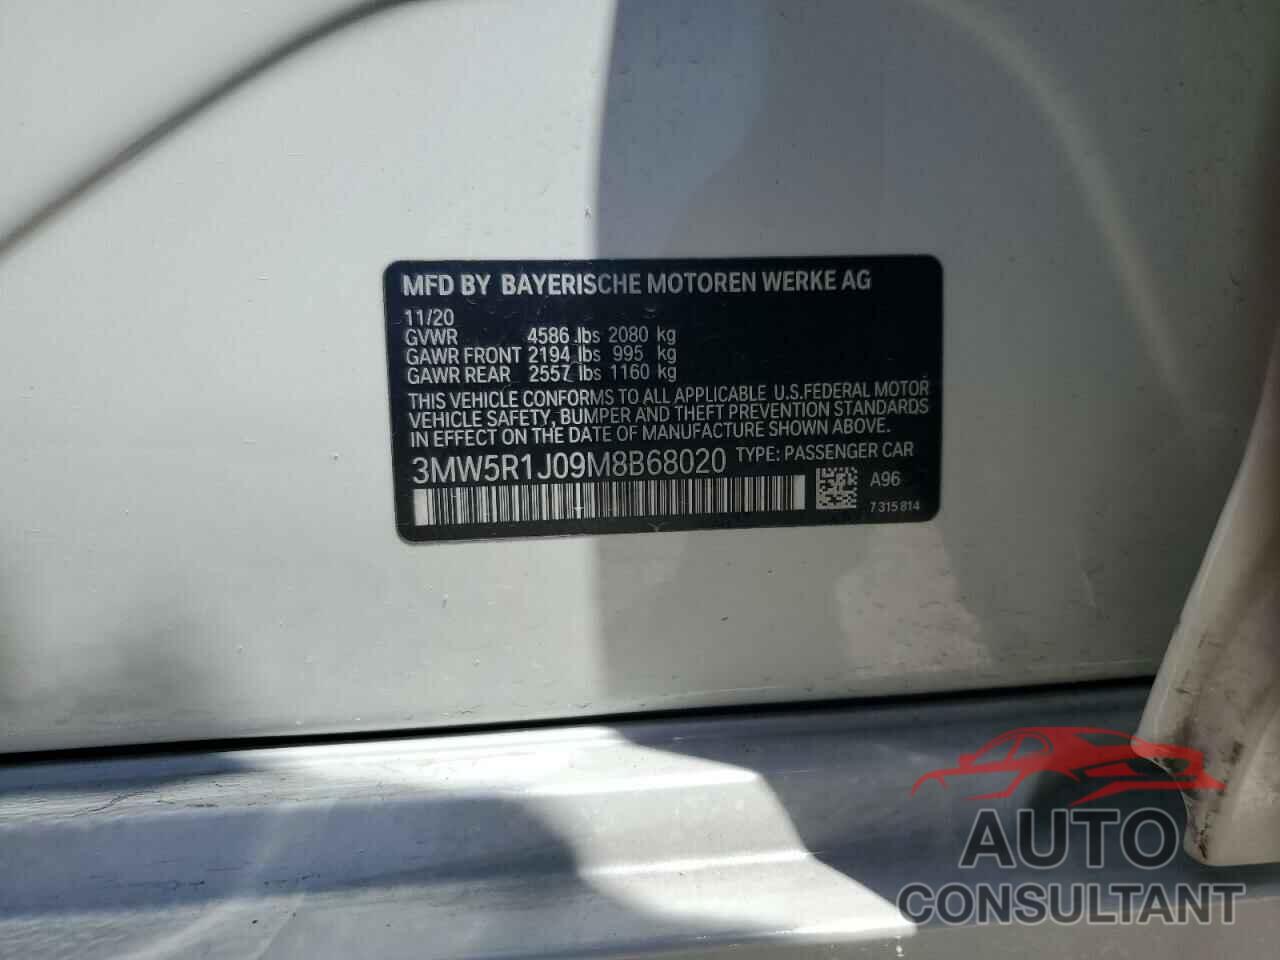 MFD BY BAYERISCHE MOTOREN WERKE AG
11/20
GVWR 4586 lbs 2080 kg
GAWR FRONT 2194 lbs 995 kg
GAWR REAR 2557 lbs 1160 kg
THIS VEHICLE CONFORMS TO ALL APPLICABLE U.S.FEDERAL MOTOR
VEHICLE SAFETY, BUMPER AND THEFT PREVENTION STANDARDS
IN EFFECT ON THE DATE OF MANUFACTURE SHOWN ABOVE.
3MW5R1J09M8B68020 TYPE: PASSENGER CAR
A96
7 315 814
AUTO
CONSULTANT